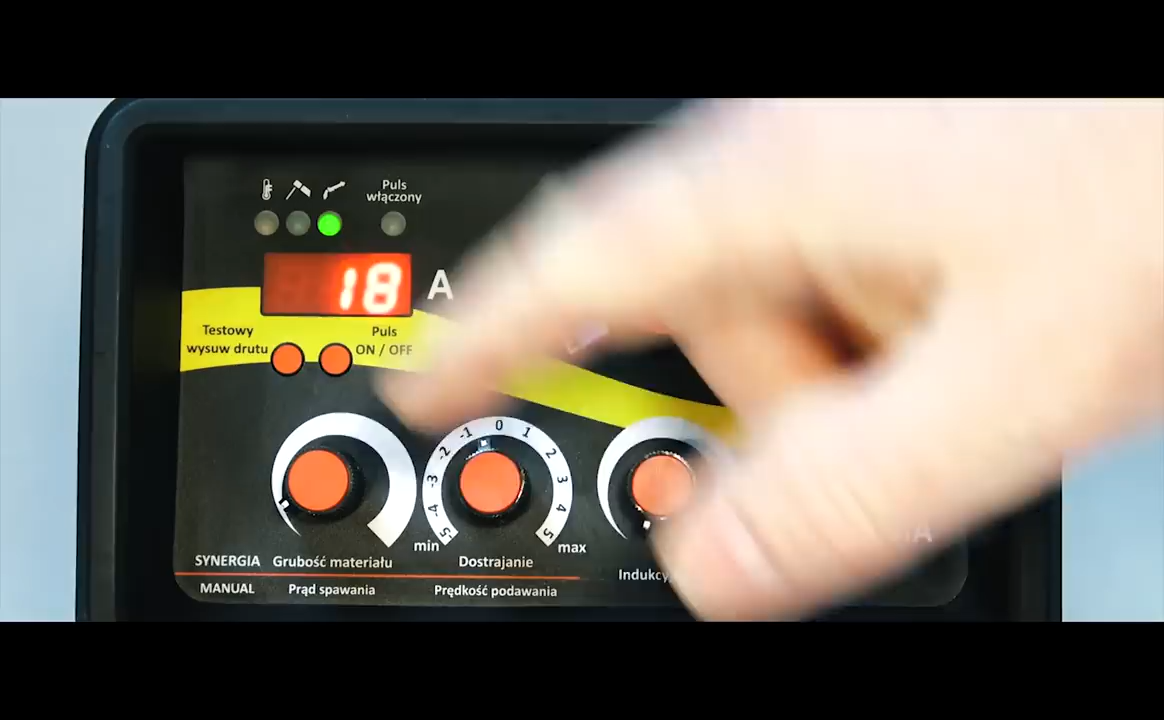 Puls
włączony
18 A
Testowy
wysuw drutu
Puls
ON / OFF
-5 -4 -3 -2 -1 0 1 2 3 4 5
min
max
SYNERGIA
Grubość materiału
Dostrajanie
MANUAL
Prąd spawania
Prędkość podawania